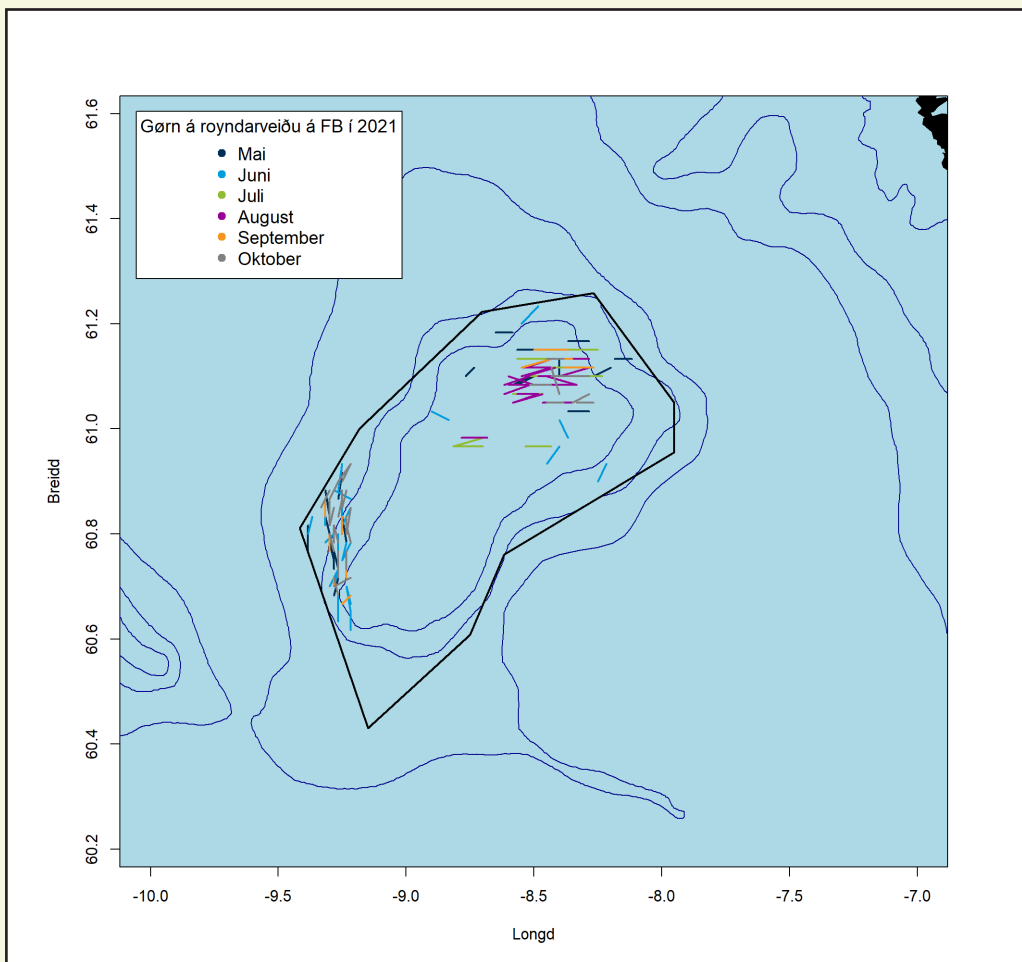 Gørn á royndarveiðu á FB í 2021
Mai
Juni
Juli
August
September
Oktober
61.6
61.4
61.2
61.0
60.8
60.6
60.4
60.2
Breidd
-10.0 -9.5 -9.0 -8.5 -8.0 -7.5 -7.0
Longd